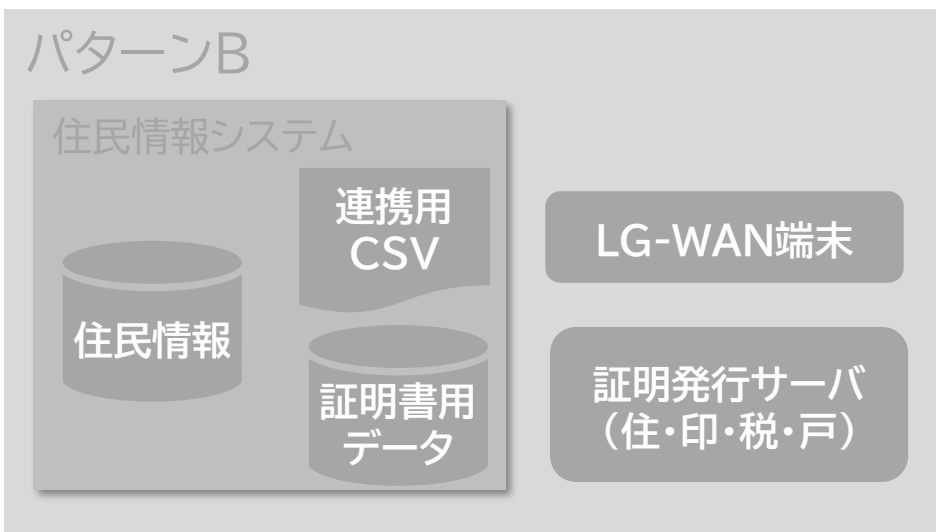 パターンB
住民情報システム
連携用
CSV
住民情報
証明書用
データ
LG-WAN端末
証明発行サーバ
（住・印・税・戸）